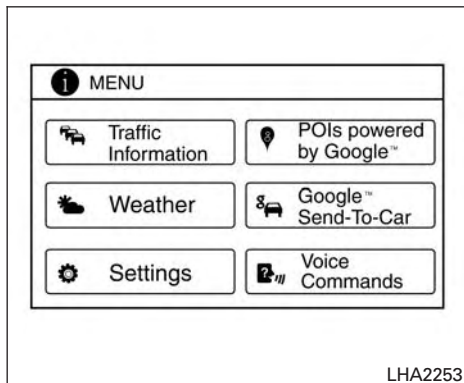 i MENU
Traffic
Information
POIs powered
by Google™
Weather
Google™
Send-To-Car
Settings
Voice
Commands
LHA2253